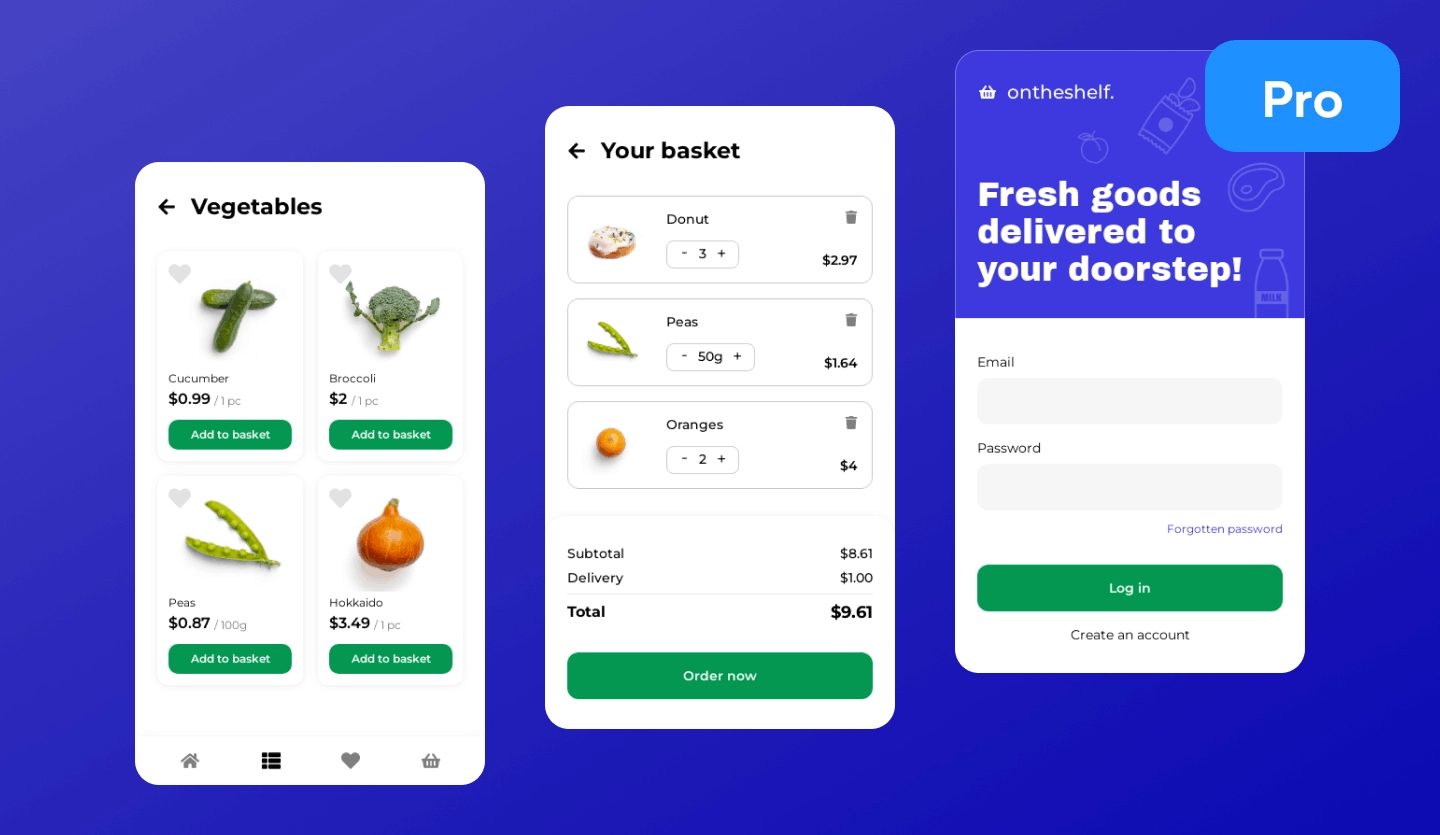 Vegetables
Cucumber
$0.99 / 1 pc
Add to basket
Broccoli
$2 / 1 pc
Add to basket
Peas
$0.87 / 100g
Add to basket
Hokkaido
$3.49 / 1 pc
Add to basket
Your basket
Donut
- 3 +
$2.97
Peas
- 50g +
$1.64
Oranges
- 2 +
$4
Subtotal $8.61
Delivery $1.00
Total $9.61
Order now
Pro
ontheshelf.
Fresh goods
delivered to
your doorstep!
MILK
Email
Password
Forgotten password
Log in
Create an account